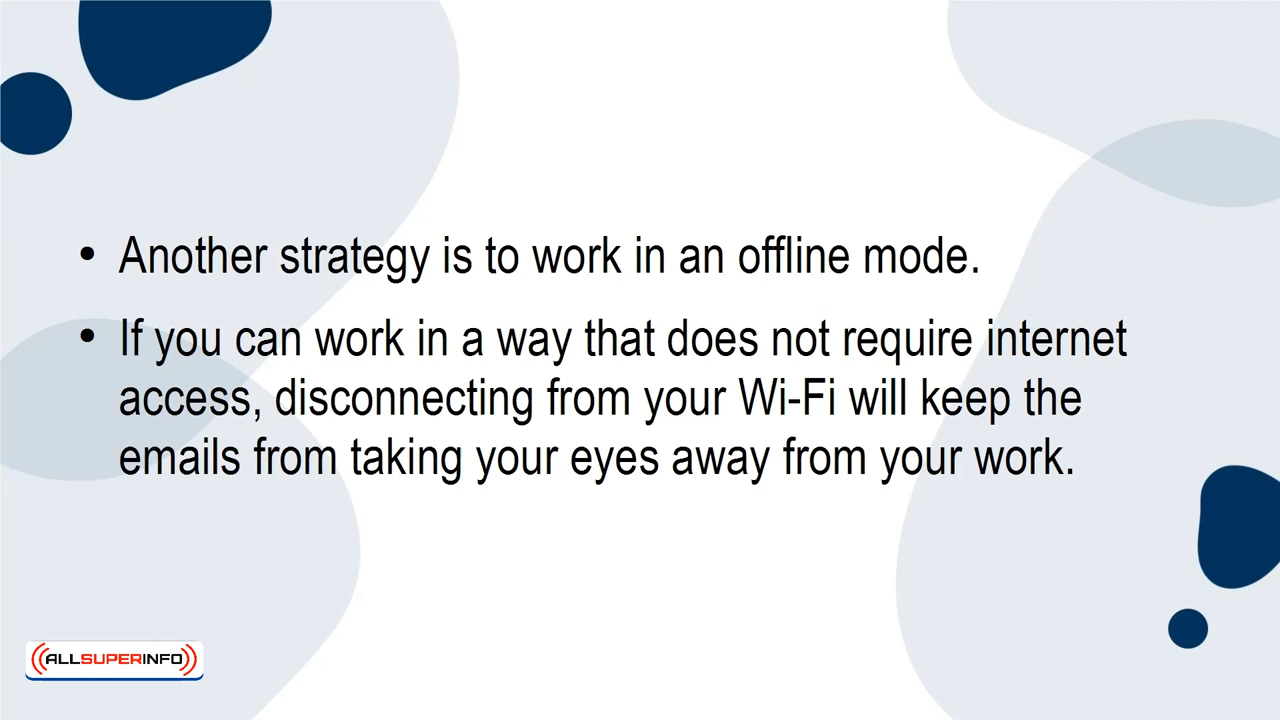 • Another strategy is to work in an offline mode.
• If you can work in a way that does not require internet
access, disconnecting from your Wi-Fi will keep the
emails from taking your eyes away from your work.
ALLSUPERINFO